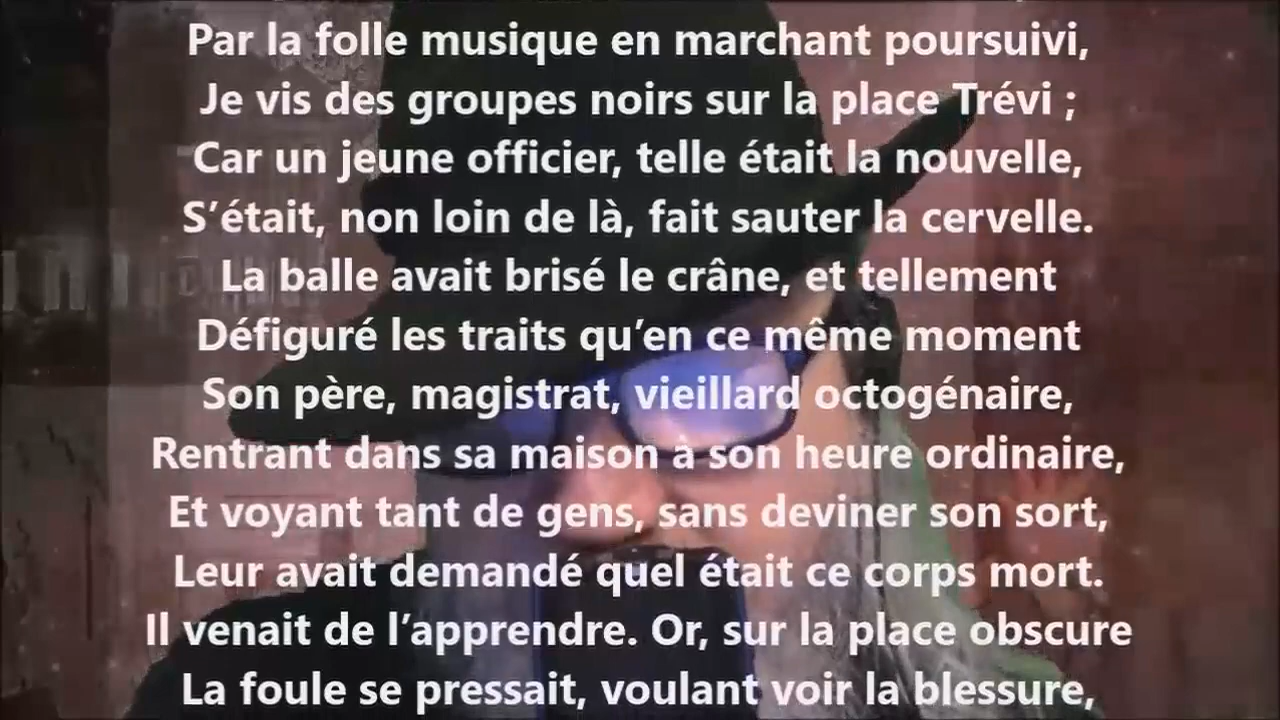 Par la folle musique en marchant poursuivi,
Je vis des groupes noirs sur la place Trévi ;
Car un jeune officier, telle était la nouvelle,
S’était, non loin de là, fait sauter la cervelle.
La balle avait brisé le crâne, et tellement
Défiguré les traits qu’en ce même moment
Son père, magistrat, vieillard octogénaire,
Rentrant dans sa maison à son heure ordinaire,
Et voyant tant de gens, sans deviner son sort,
Leur avait demandé quel était ce corps mort.
Il venait de l’apprendre. Or, sur la place obscure
La foule se pressait, voulant voir la blessure,